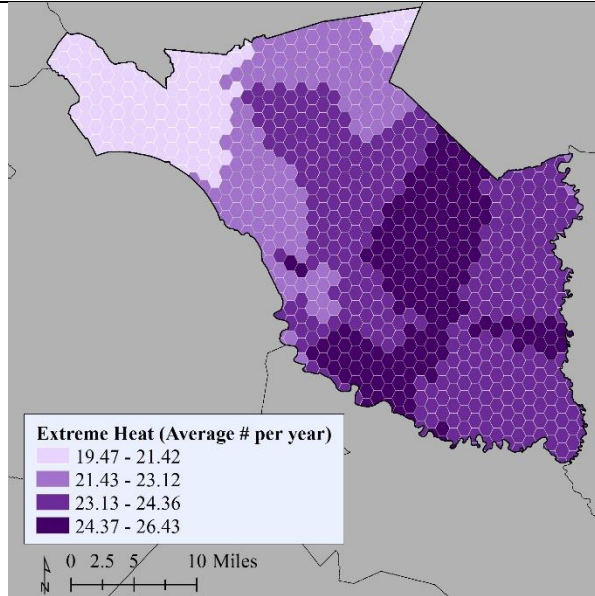 Extreme Heat (Average # per year)
19.47 - 21.42
21.43 - 23.12
23.13 - 24.36
24.37 - 26.43
0 2.5 5 10 Miles
N